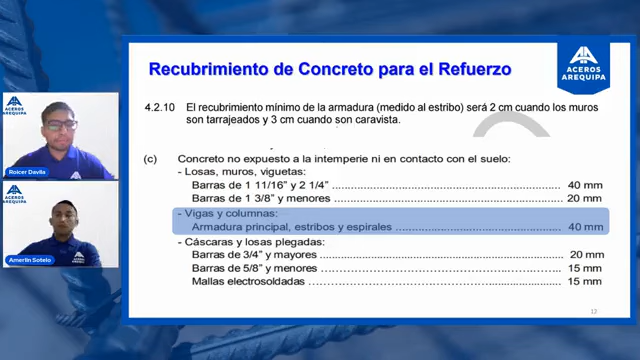 ACEROS
AREQUIPA
Recubrimiento de Concreto para el Refuerzo
4.2.10 El recubrimiento mínimo de la armadura (medido al estribo) será 2 cm cuando los muros
son tarrajeados y 3 cm cuando son caravista.
(c) Concreto no expuesto a la intemperie ni en contacto con el suelo:
- Losas, muros, viguetas:
Barras de 1 11/16" y 2 1/4" ........................................................ 40 mm
Barras de 1 3/8" y menores ........................................................ 20 mm
- Vigas y columnas:
Armadura principal, estribos y espirales ........................................ 40 mm
- Cáscaras y losas plegadas:
Barras de 3/4" y mayores ........................................................ 20 mm
Barras de 5/8" y menores ........................................................ 15 mm
Mallas electrosoldadas ........................................................ 15 mm
13
ACEROS
AREQUIPA
Roicer Davila
ACEROS
AREQUIPA
Amerlin Sotelo